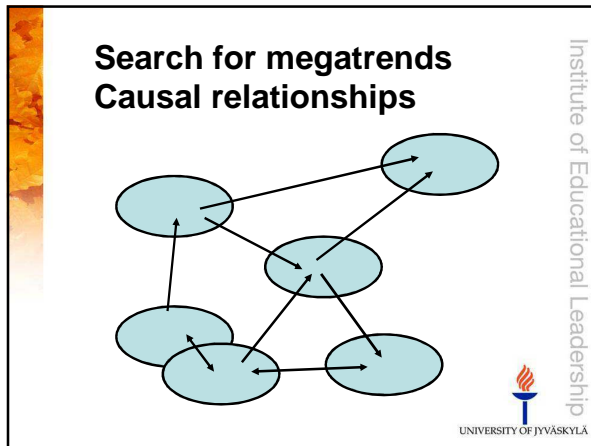 Search for megatrends
Causal relationships
Institute of Educational Leadership
UNIVERSITY OF JYVÄSKYLÄ